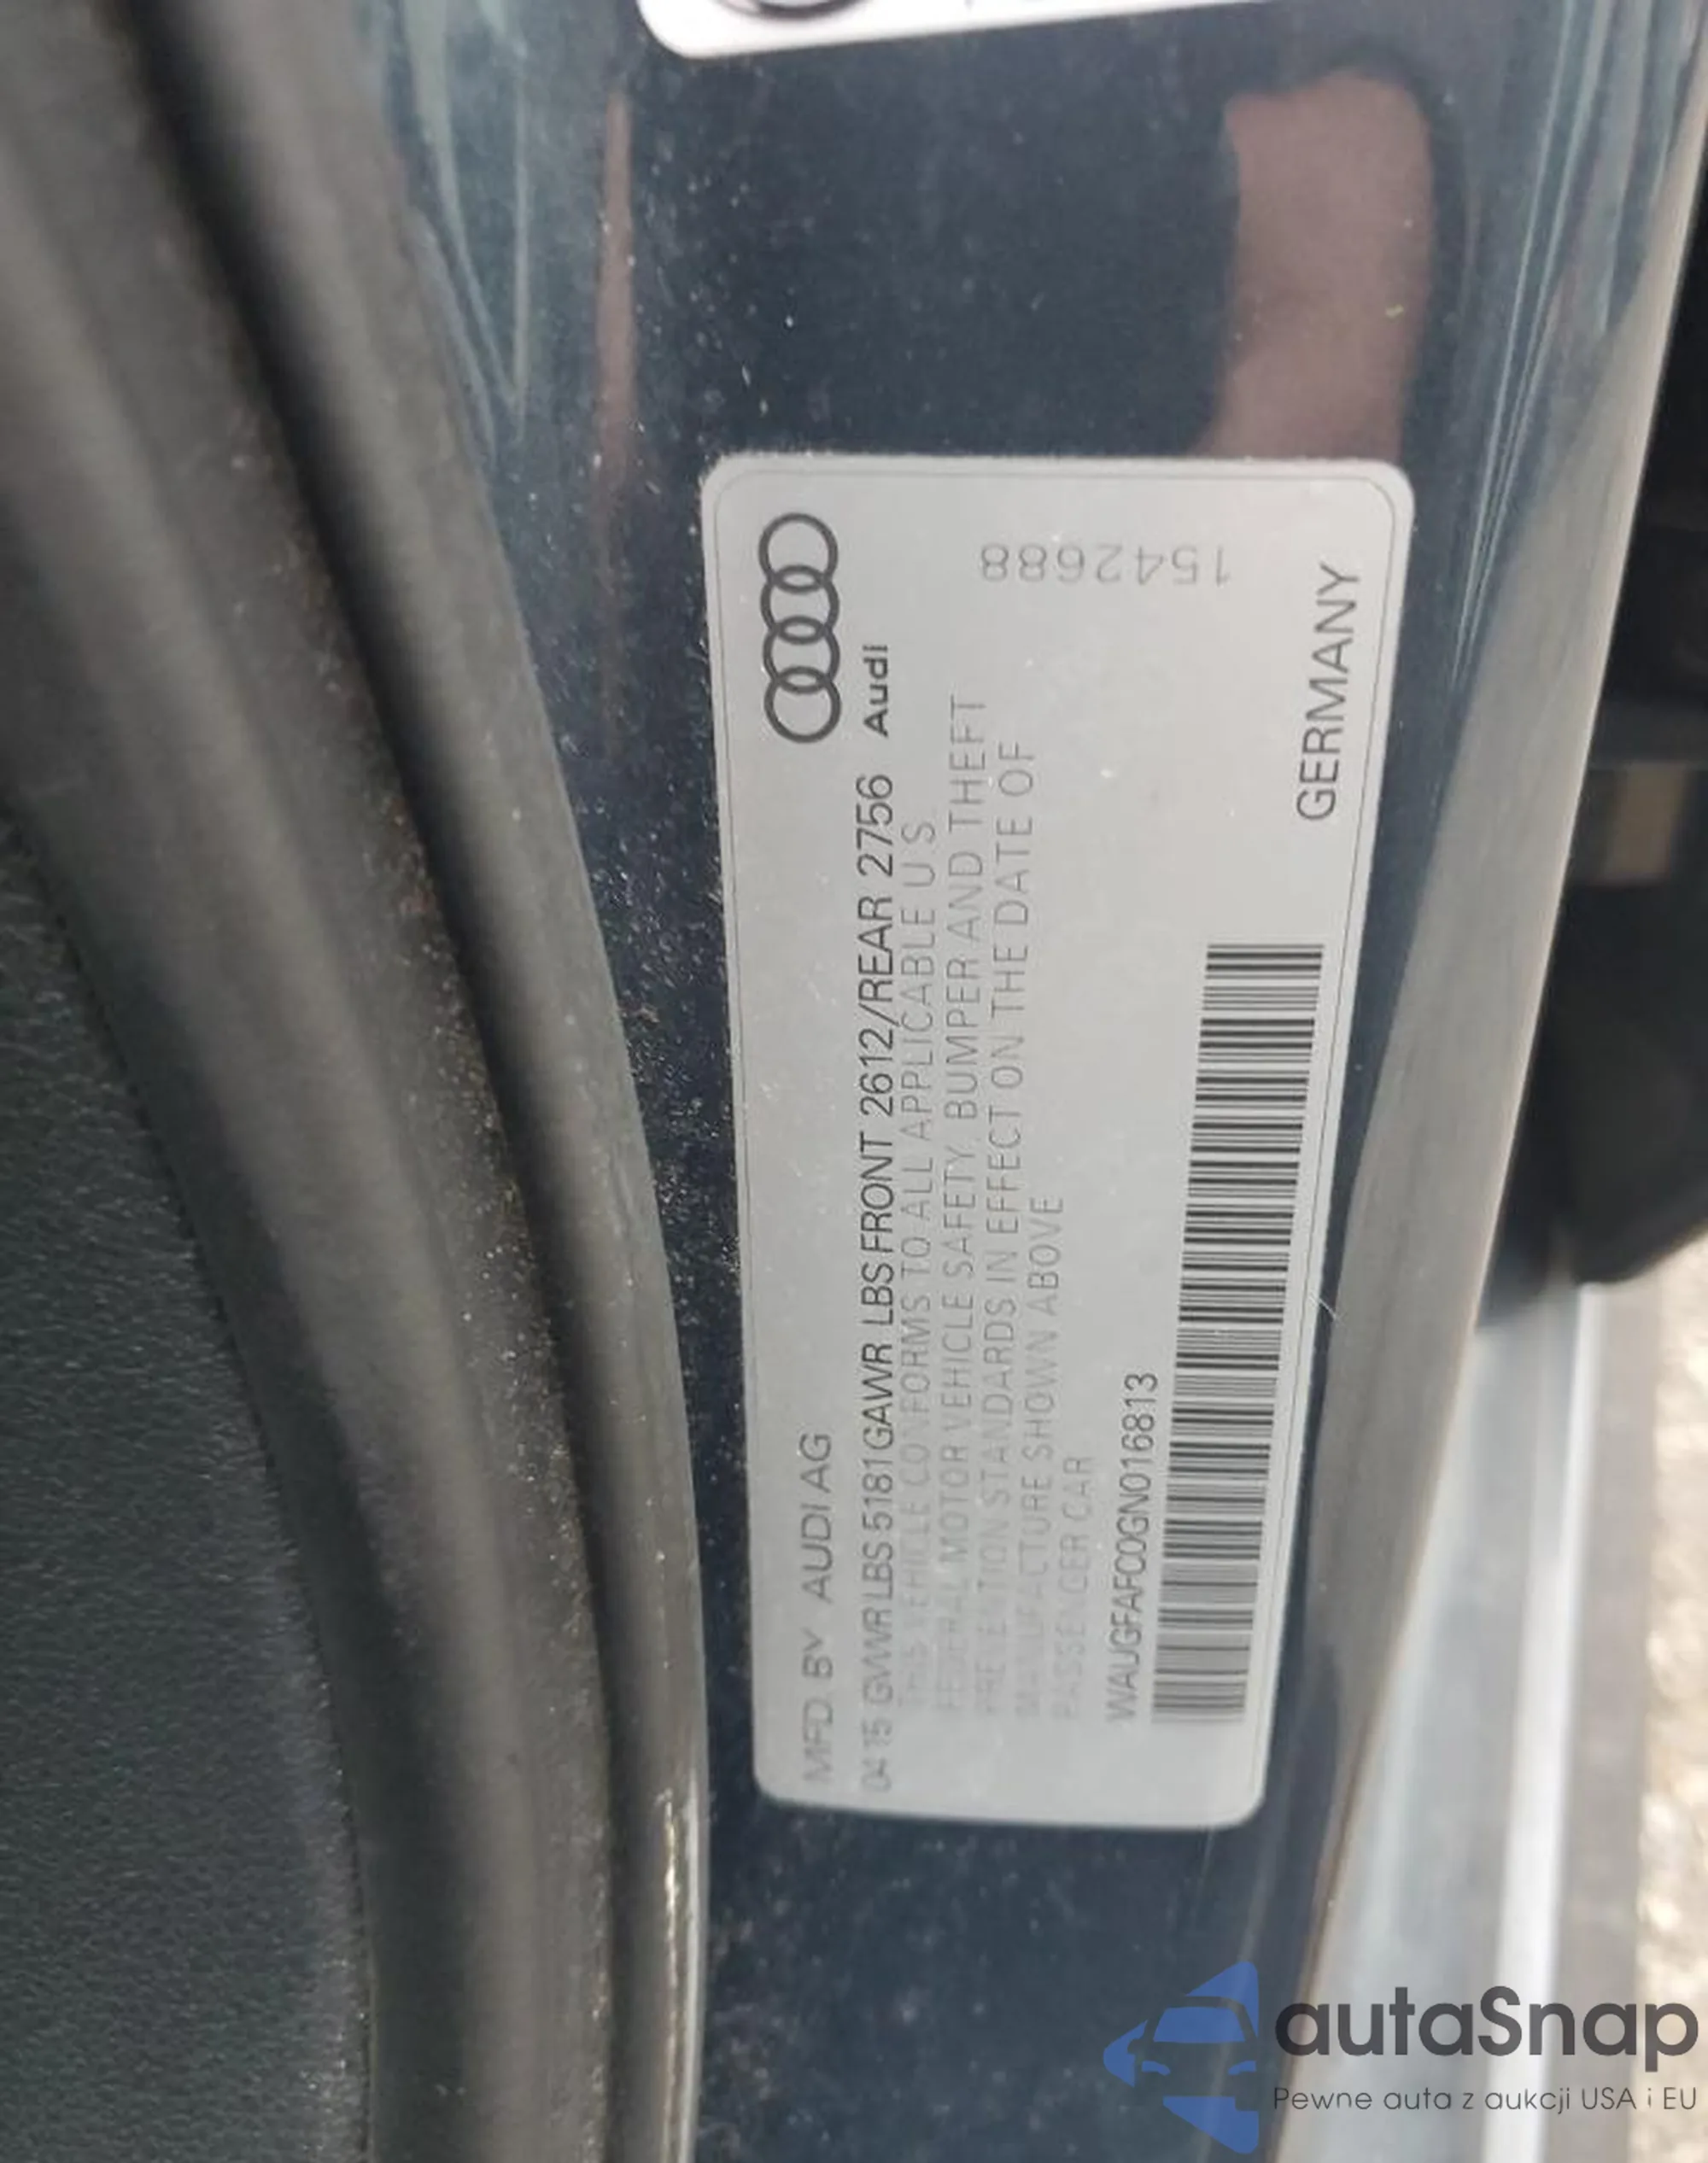 MFD BY AUDI AG
04 15 GVWR LBS 5181 GAWR LBS FRONT 2612/REAR 2756
Audi
THIS VEHICLE CONFORMS TO ALL APPLICABLE U S
FEDERAL MOTOR VEHICLE SAFETY, BUMPER AND THEFT
PREVENTION STANDARDS IN EFFECT ON THE DATE OF
MANUFACTURE SHOWN ABOVE
PASSENGER CAR
1542688
WAUGFAFC0GN016813
GERMANY
autaSnap
Pewne auta z aukcji USA i EU